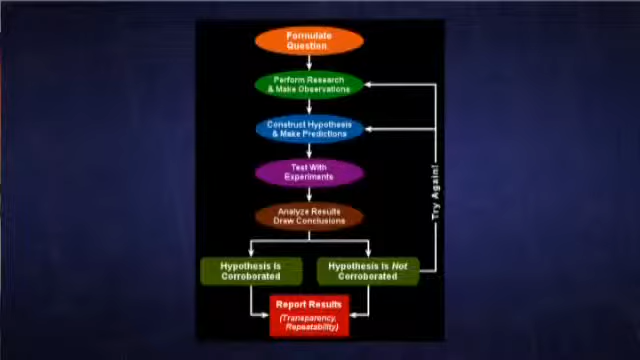 Formulate
Question
Perform Research
& Make Observations
Construct Hypothesis
& Make Predictions
Test With
Experiments
Analyze Results
Draw Conclusions
Try Again!
Hypothesis Is
Corroborated
Hypothesis Is Not
Corroborated
Report Results
(Transparency,
Repeatability)